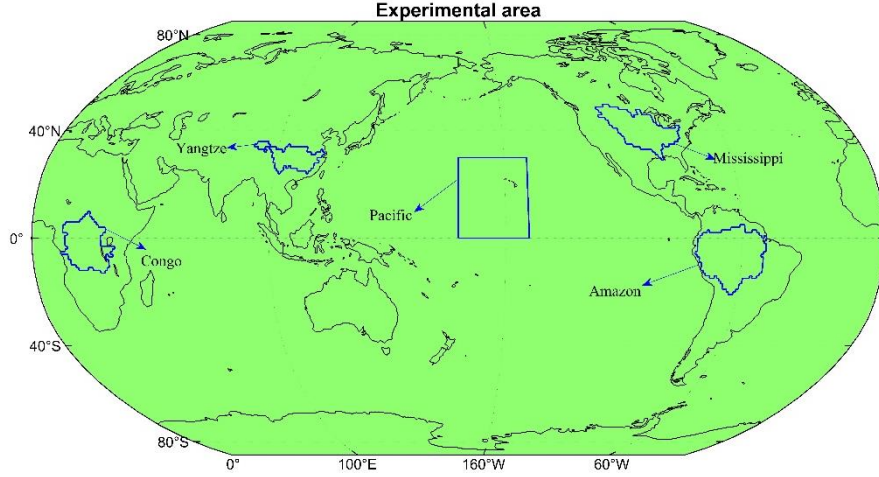 Experimental area
80°N
40°N
Yangtze
Mississippi
Pacific
0°
Congo
Amazon
40°S
80°S
0°
100°E
160°W
60°W